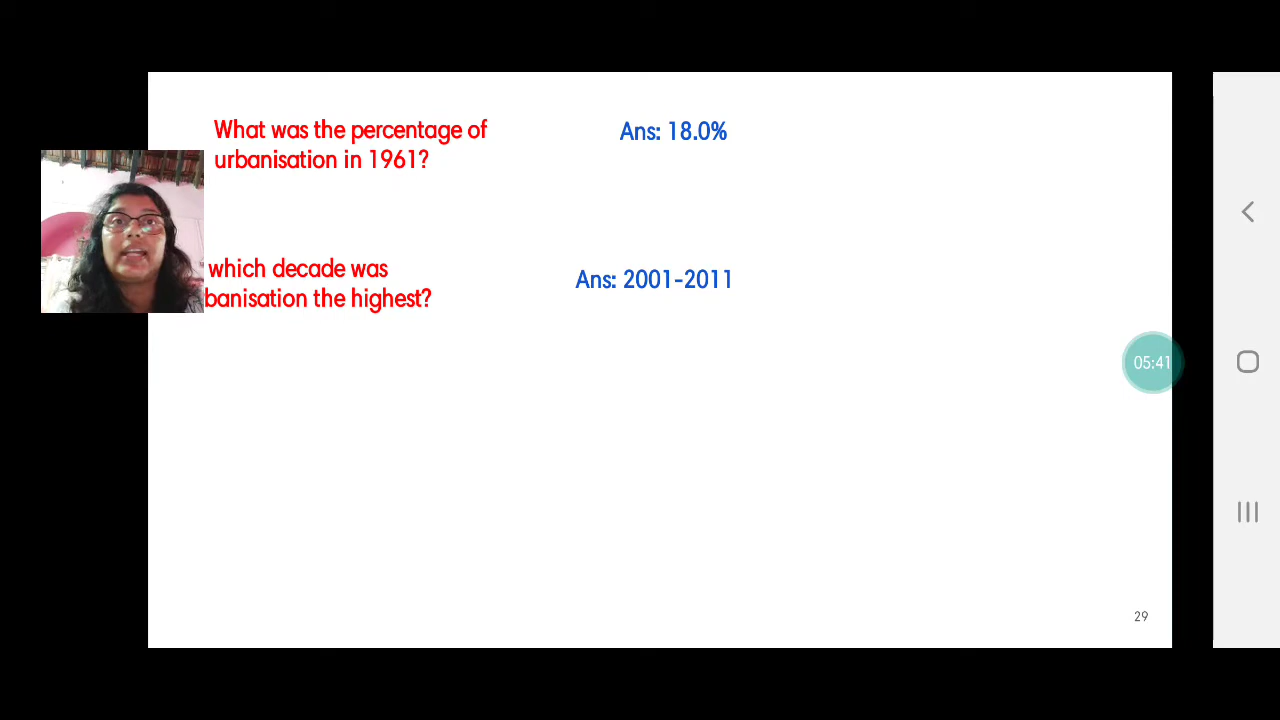 What was the percentage of
urbanisation in 1961?
Ans: 18.0%
which decade was
banisation the highest?
Ans: 2001-2011
05:41
29